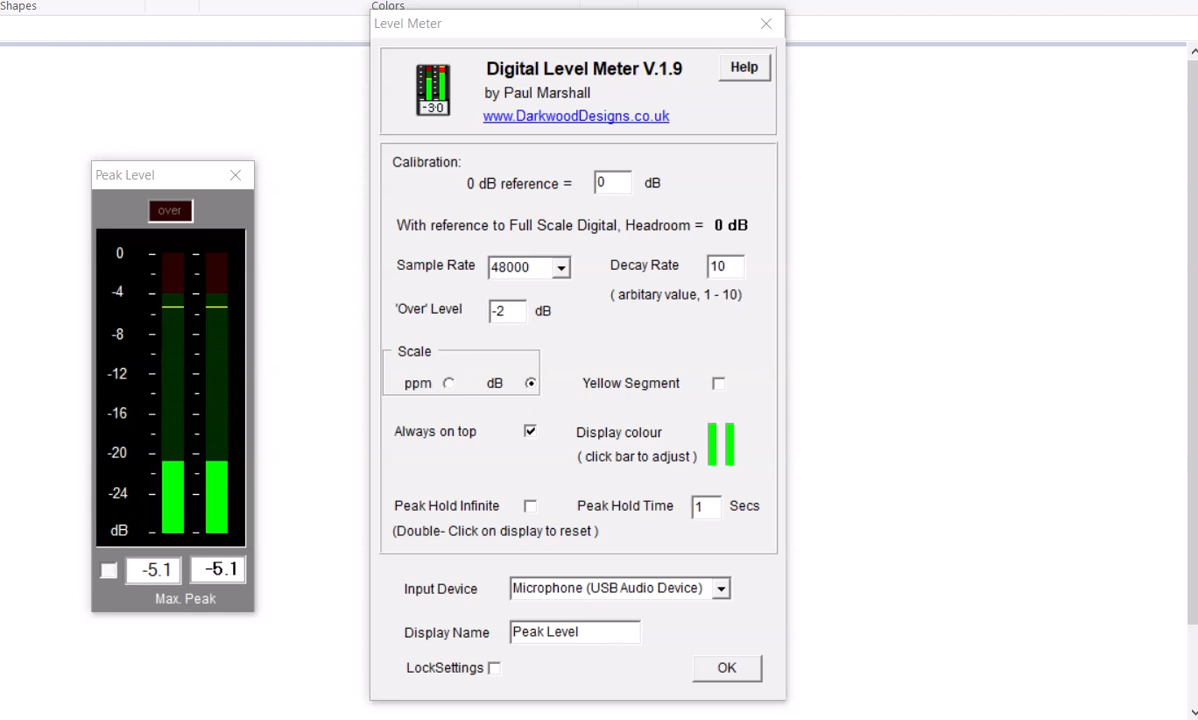 Shapes
Colors
Level Meter
Digital Level Meter V.1.9
Help
-30
by Paul Marshall
www.DarkwoodDesigns.co.uk
Calibration:
0 dB reference = 0 dB
With reference to Full Scale Digital, Headroom = 0 dB
Sample Rate 48000
Decay Rate 10
( arbitary value, 1 - 10)
'Over' Level -2 dB
Scale
ppm dB
Yellow Segment
Always on top
Display colour
( click bar to adjust )
Peak Hold Infinite
Peak Hold Time 1 Secs
(Double- Click on display to reset )
Input Device Microphone (USB Audio Device)
Display Name Peak Level
LockSettings
OK
Peak Level
over
0
-4
-8
-12
-16
-20
-24
dB
-5.1 -5.1
Max. Peak